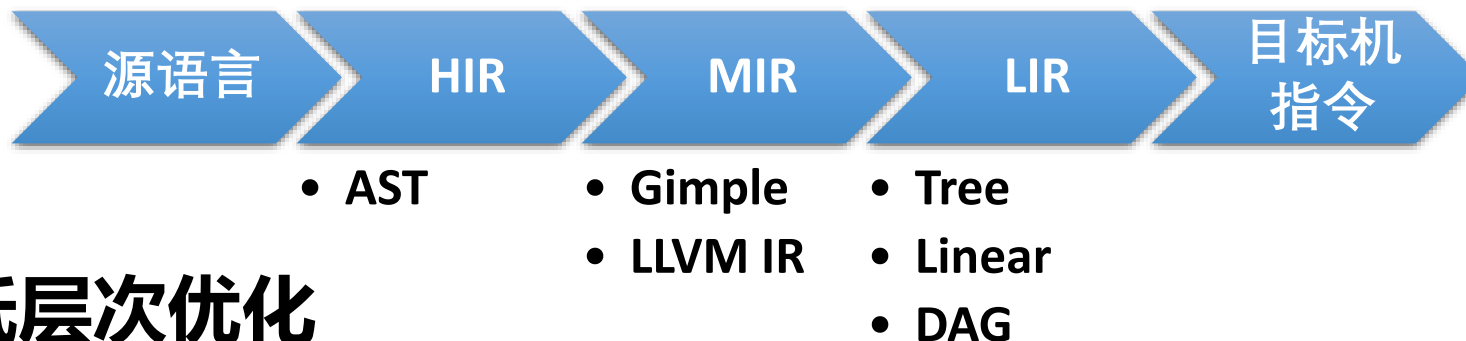 源语言
HIR
MIR
LIR
目标机
指令
• AST
• Gimple
• LLVM IR
• Tree
• Linear
• DAG
层次优化